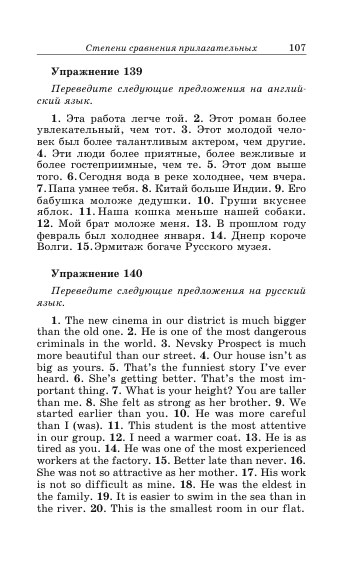 Степени сравнения прилагательных 107
Упражнение 139
Переведите следующие предложения на англий-
ский язык.
1. Эта работа легче той. 2. Этот роман более
увлекательный, чем тот. 3. Этот молодой чело-
век был более талантливым актером, чем другие.
4. Эти люди более приятные, более вежливые и
более гостеприимные, чем те. 5. Этот дом выше
того. 6.Сегодня вода в реке холоднее, чем вчера.
7.Папа умнее тебя. 8. Китай больше Индии. 9. Его
бабушка моложе дедушки. 10. Груши вкуснее
яблок. 11.Наша кошка меньше нашей собаки.
12. Мой брат моложе меня. 13. В прошлом году
февраль был холоднее января. 14. Днепр короче
Волги. 15.Эрмитаж богаче Русского музея.
Упражнение 140
Переведите следующие предложения на русский
язык.
1. The new cinema in our district is much bigger
than the old one. 2. He is one of the most dangerous
criminals in the world. 3. Nevsky Prospect is much
more beautiful than our street. 4. Our house isn't as
big as yours. 5. That's the funniest story I've ever
heard. 6. She's getting better. That's the most im-
portant thing. 7. What is your height? You are taller
than me. 8. She felt as strong as her brother. 9. We
started earlier than you. 10. He was more careful
than I (was). 11. This student is the most attentive
in our group. 12. I need a warmer coat. 13. He is as
tired as you. 14. He was one of the most experienced
workers at the factory. 15. Better late than never. 16.
She was not so attractive as her mother. 17. His work
is not so difficult as mine. 18. He was the eldest in
the family. 19. It is easier to swim in the sea than in
the river. 20. This is the smallest room in our flat.